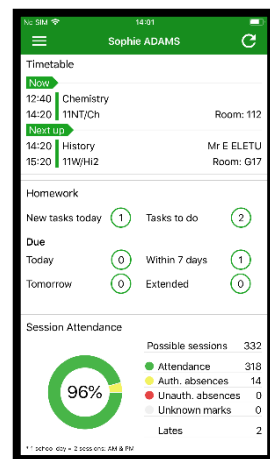 No SIM 14:01
Sophie ADAMS
Timetable
Now
12:40 Chemistry
14:20 11NT/Ch Room: 112
Next up
14:20 History Mr E ELETU
15:20 11W/Hi2 Room: G17
Homework
New tasks today 1 Tasks to do 2
Due
Today 0 Within 7 days 1
Tomorrow 0 Extended 0
Session Attendance
Possible sessions 332
Attendance 318
Auth. absences 14
Unauth. absences 0
Unknown marks 0
Lates 2
96%
* 1 school day = 2 sessions: AM & PM